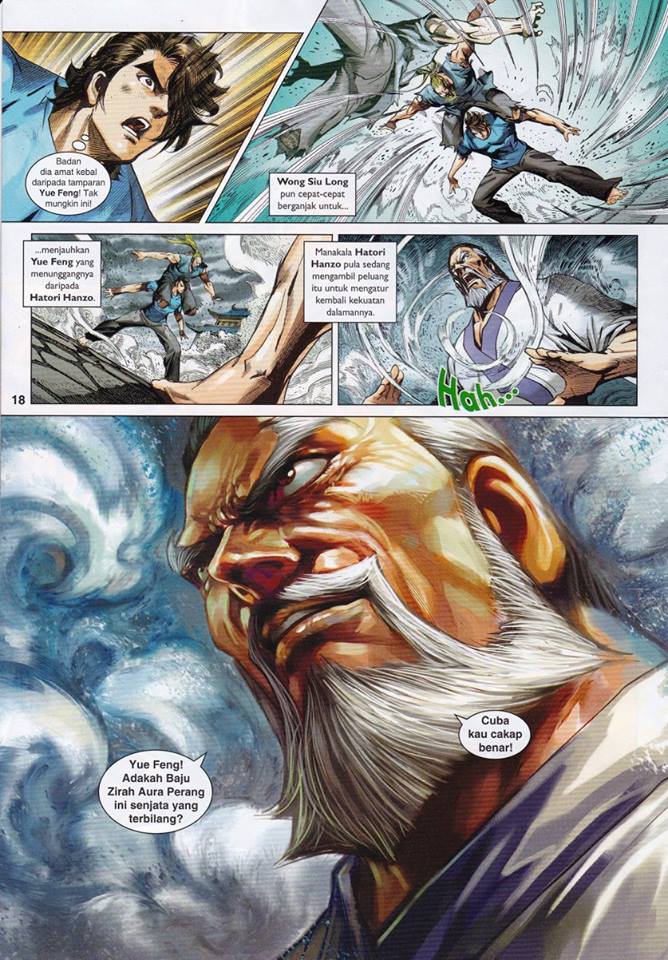 Badan
dia amat kebal
daripada tamparan
Yue Feng! Tak
mungkin ini!
Wong Siu Long
pun cepat-cepat
berganjak untuk...
...menjauhkan
Yue Feng yang
menunggangnya
daripada
Hatori Hanzo.
Manakala Hatori
Hanzo pula sedang
mengambil peluang
itu untuk mengatur
kembali kekuatan
dalamannya.
Hah...
18
Yue Feng!
Adakah Baju
Zirah Aura Perang
ini senjata yang
terbilang?
Cuba
kau cakap
benar!